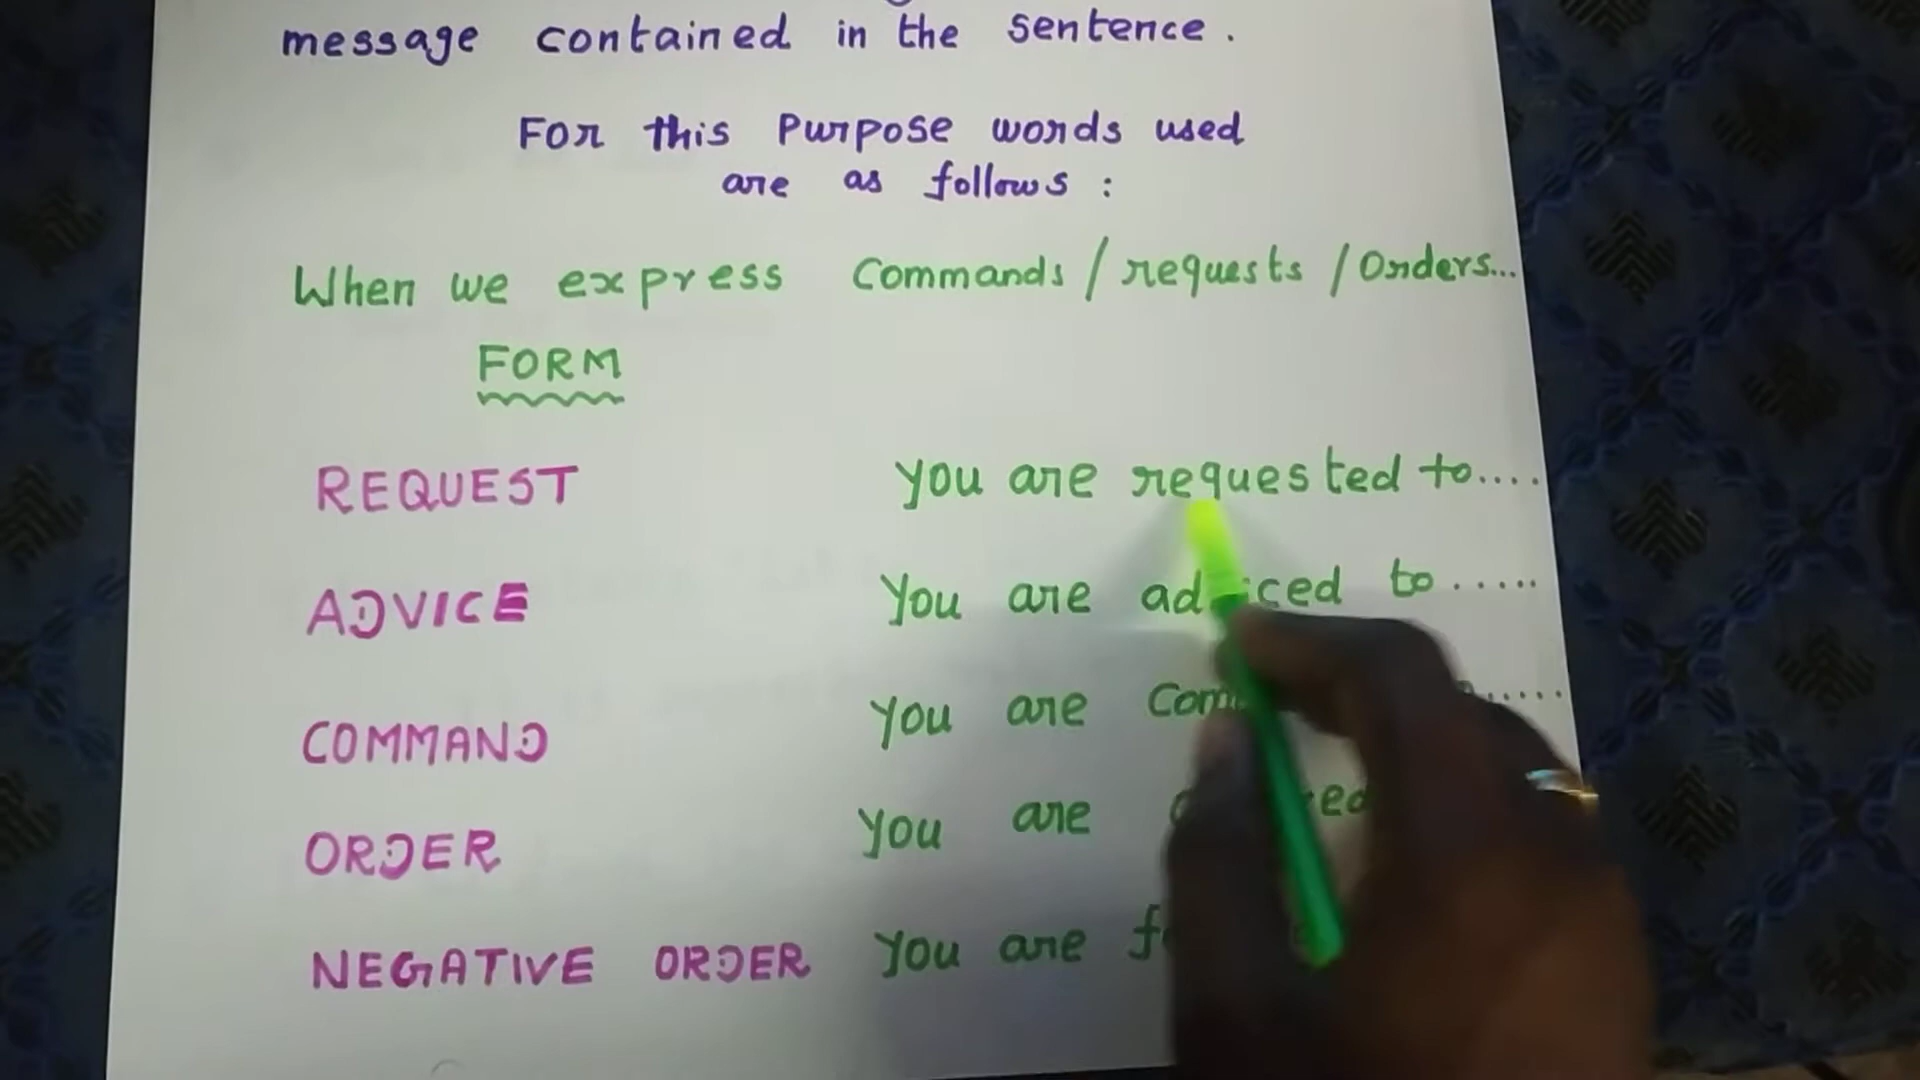 message contained in the sentence.
For this Purpose words used
are as follows :
When we express Commands / requests / Orders...
FORM
REQUEST You are requested to....
ADVICE You are to.....
COMMAND You are
ORDER You are
NEGATIVE ORDER You are